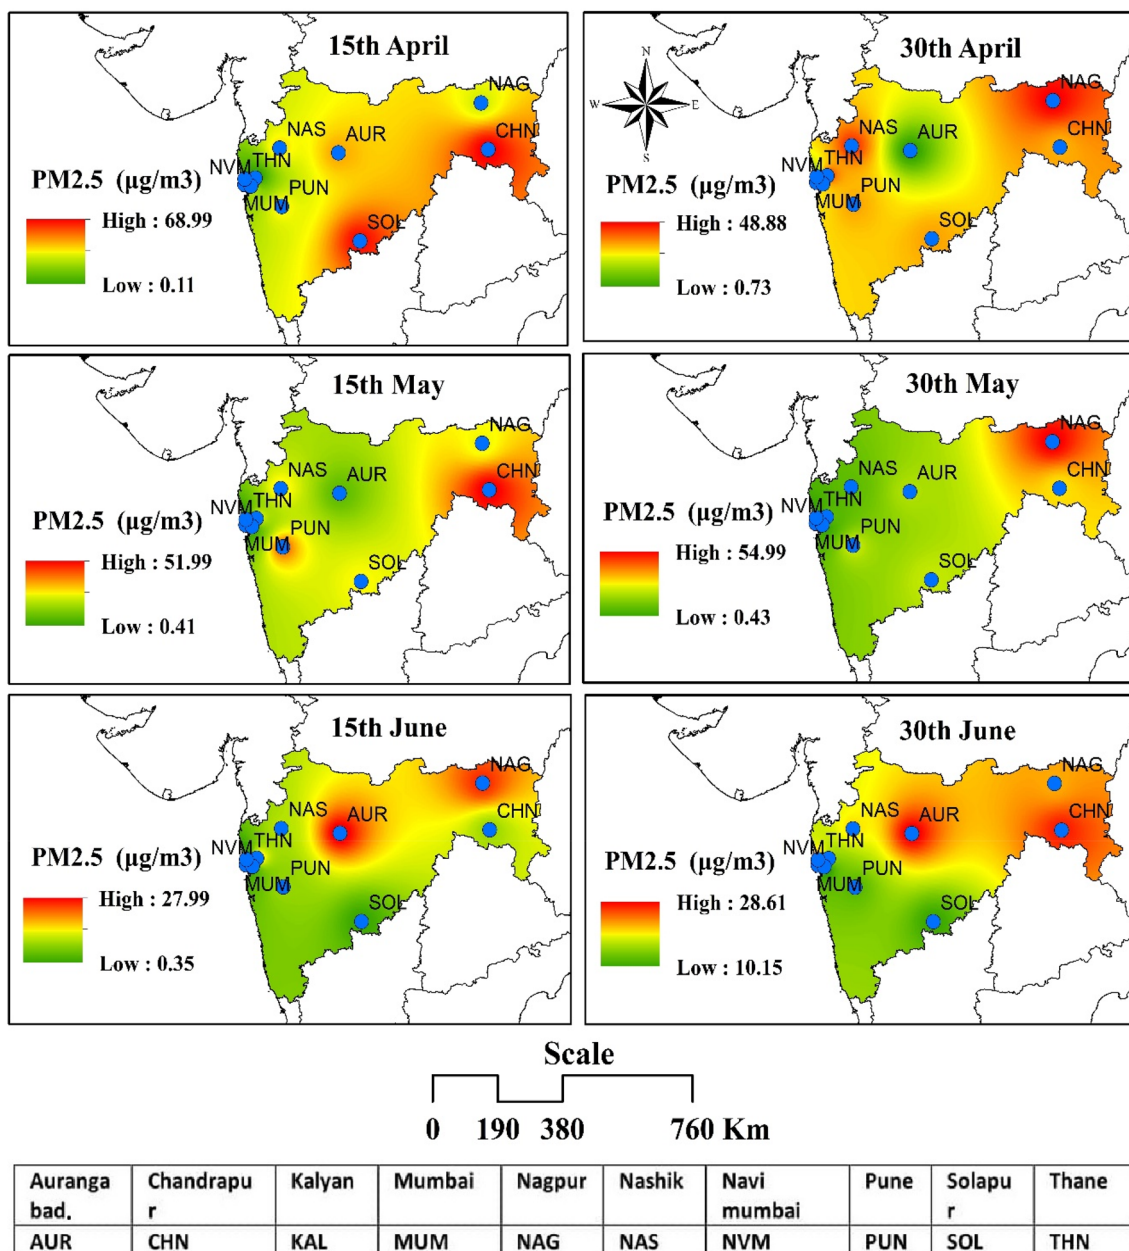 15th April
NAG
NAS
AUR
CHN
NVM
THN
PM2.5 (µg/m3)
PUN
MUM
High : 68.99
SOL
Low : 0.11
30th April
N
W
E
S
NAG
NAS
AUR
CHN
NVM
THN
PM2.5 (µg/m3)
PUN
MUM
High : 48.88
SOL
Low : 0.73
15th May
NAG
NAS
AUR
CHN
NVM
THN
PM2.5 (µg/m3)
PUN
MUM
High : 51.99
SOL
Low : 0.41
30th May
NAG
NAS
AUR
CHN
NVM
THN
PM2.5 (µg/m3)
PUN
MUM
High : 54.99
SOL
Low : 0.43
15th June
NAG
NAS
AUR
CHN
NVM
THN
PM2.5 (µg/m3)
PUN
MUM
High : 27.99
SOL
Low : 0.35
30th June
NAG
NAS
AUR
CHN
NVM
THN
PM2.5 (µg/m3)
PUN
MUM
High : 28.61
SOL
Low : 10.15
Scale
0 190 380 760 Km
Auranga Chandrapu Kalyan Mumbai Nagpur Nashik Navi Pune Solapu Thane
bad. r mumbai r
AUR CHN KAL MUM NAG NAS NVM PUN SOL THN